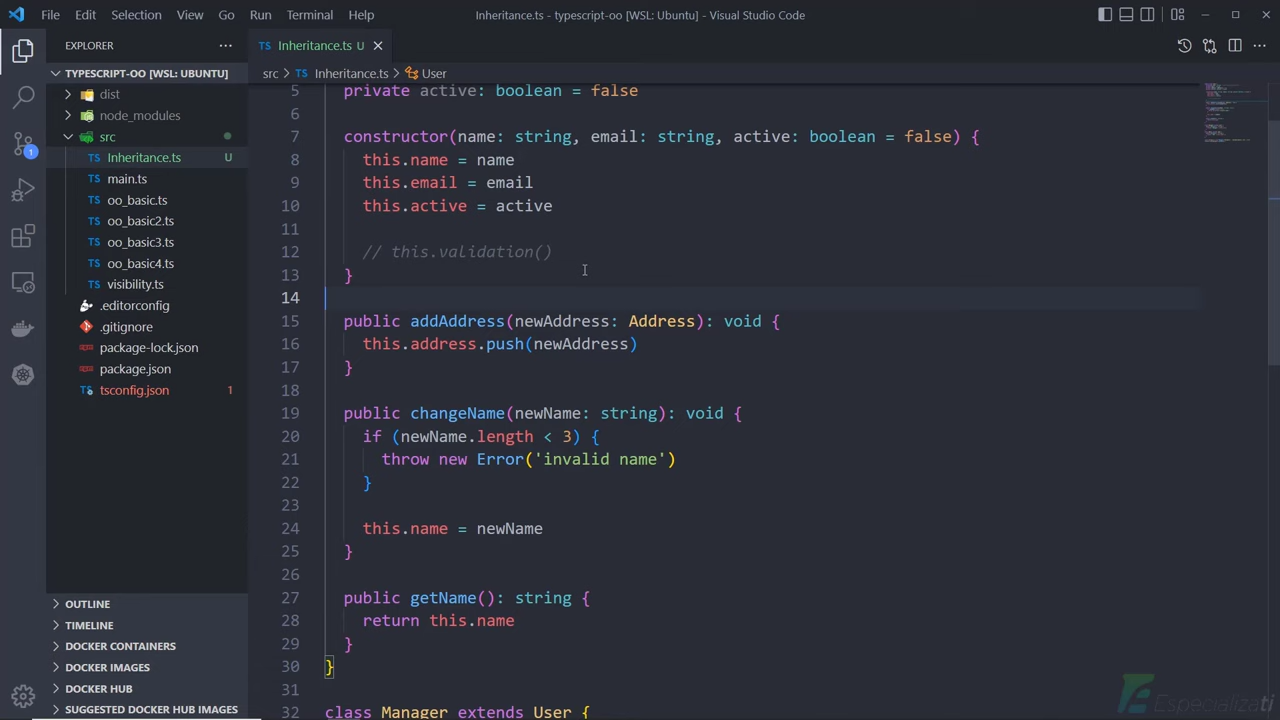 File Edit Selection View Go Run Terminal Help
Inheritance.ts - typescript-oo [WSL: Ubuntu] - Visual Studio Code
EXPLORER
TYPESCRIPT-OO [WSL: UBUNTU]
dist
node_modules
src
TS Inheritance.ts U
TS main.ts
TS oo_basic.ts
TS oo_basic2.ts
TS oo_basic3.ts
TS oo_basic4.ts
TS visibility.ts
.editorconfig
.gitignore
package-lock.json
package.json
tsconfig.json 1
OUTLINE
TIMELINE
DOCKER CONTAINERS
DOCKER IMAGES
DOCKER HUB
SUGGESTED DOCKER HUB IMAGES
1
TS Inheritance.ts U
src > TS Inheritance.ts > User
5 private active: boolean = false
6
7 constructor(name: string, email: string, active: boolean = false) {
8 this.name = name
9 this.email = email
10 this.active = active
11
12 // this.validation()
13 }
14
15 public addAddress(newAddress: Address): void {
16 this.address.push(newAddress)
17 }
18
19 public changeName(newName: string): void {
20 if (newName.length < 3) {
21 throw new Error('invalid name')
22 }
23
24 this.name = newName
25 }
26
27 public getName(): string {
28 return this.name
29 }
30 }
31
32 class Manager extends User {
EspecializaTi